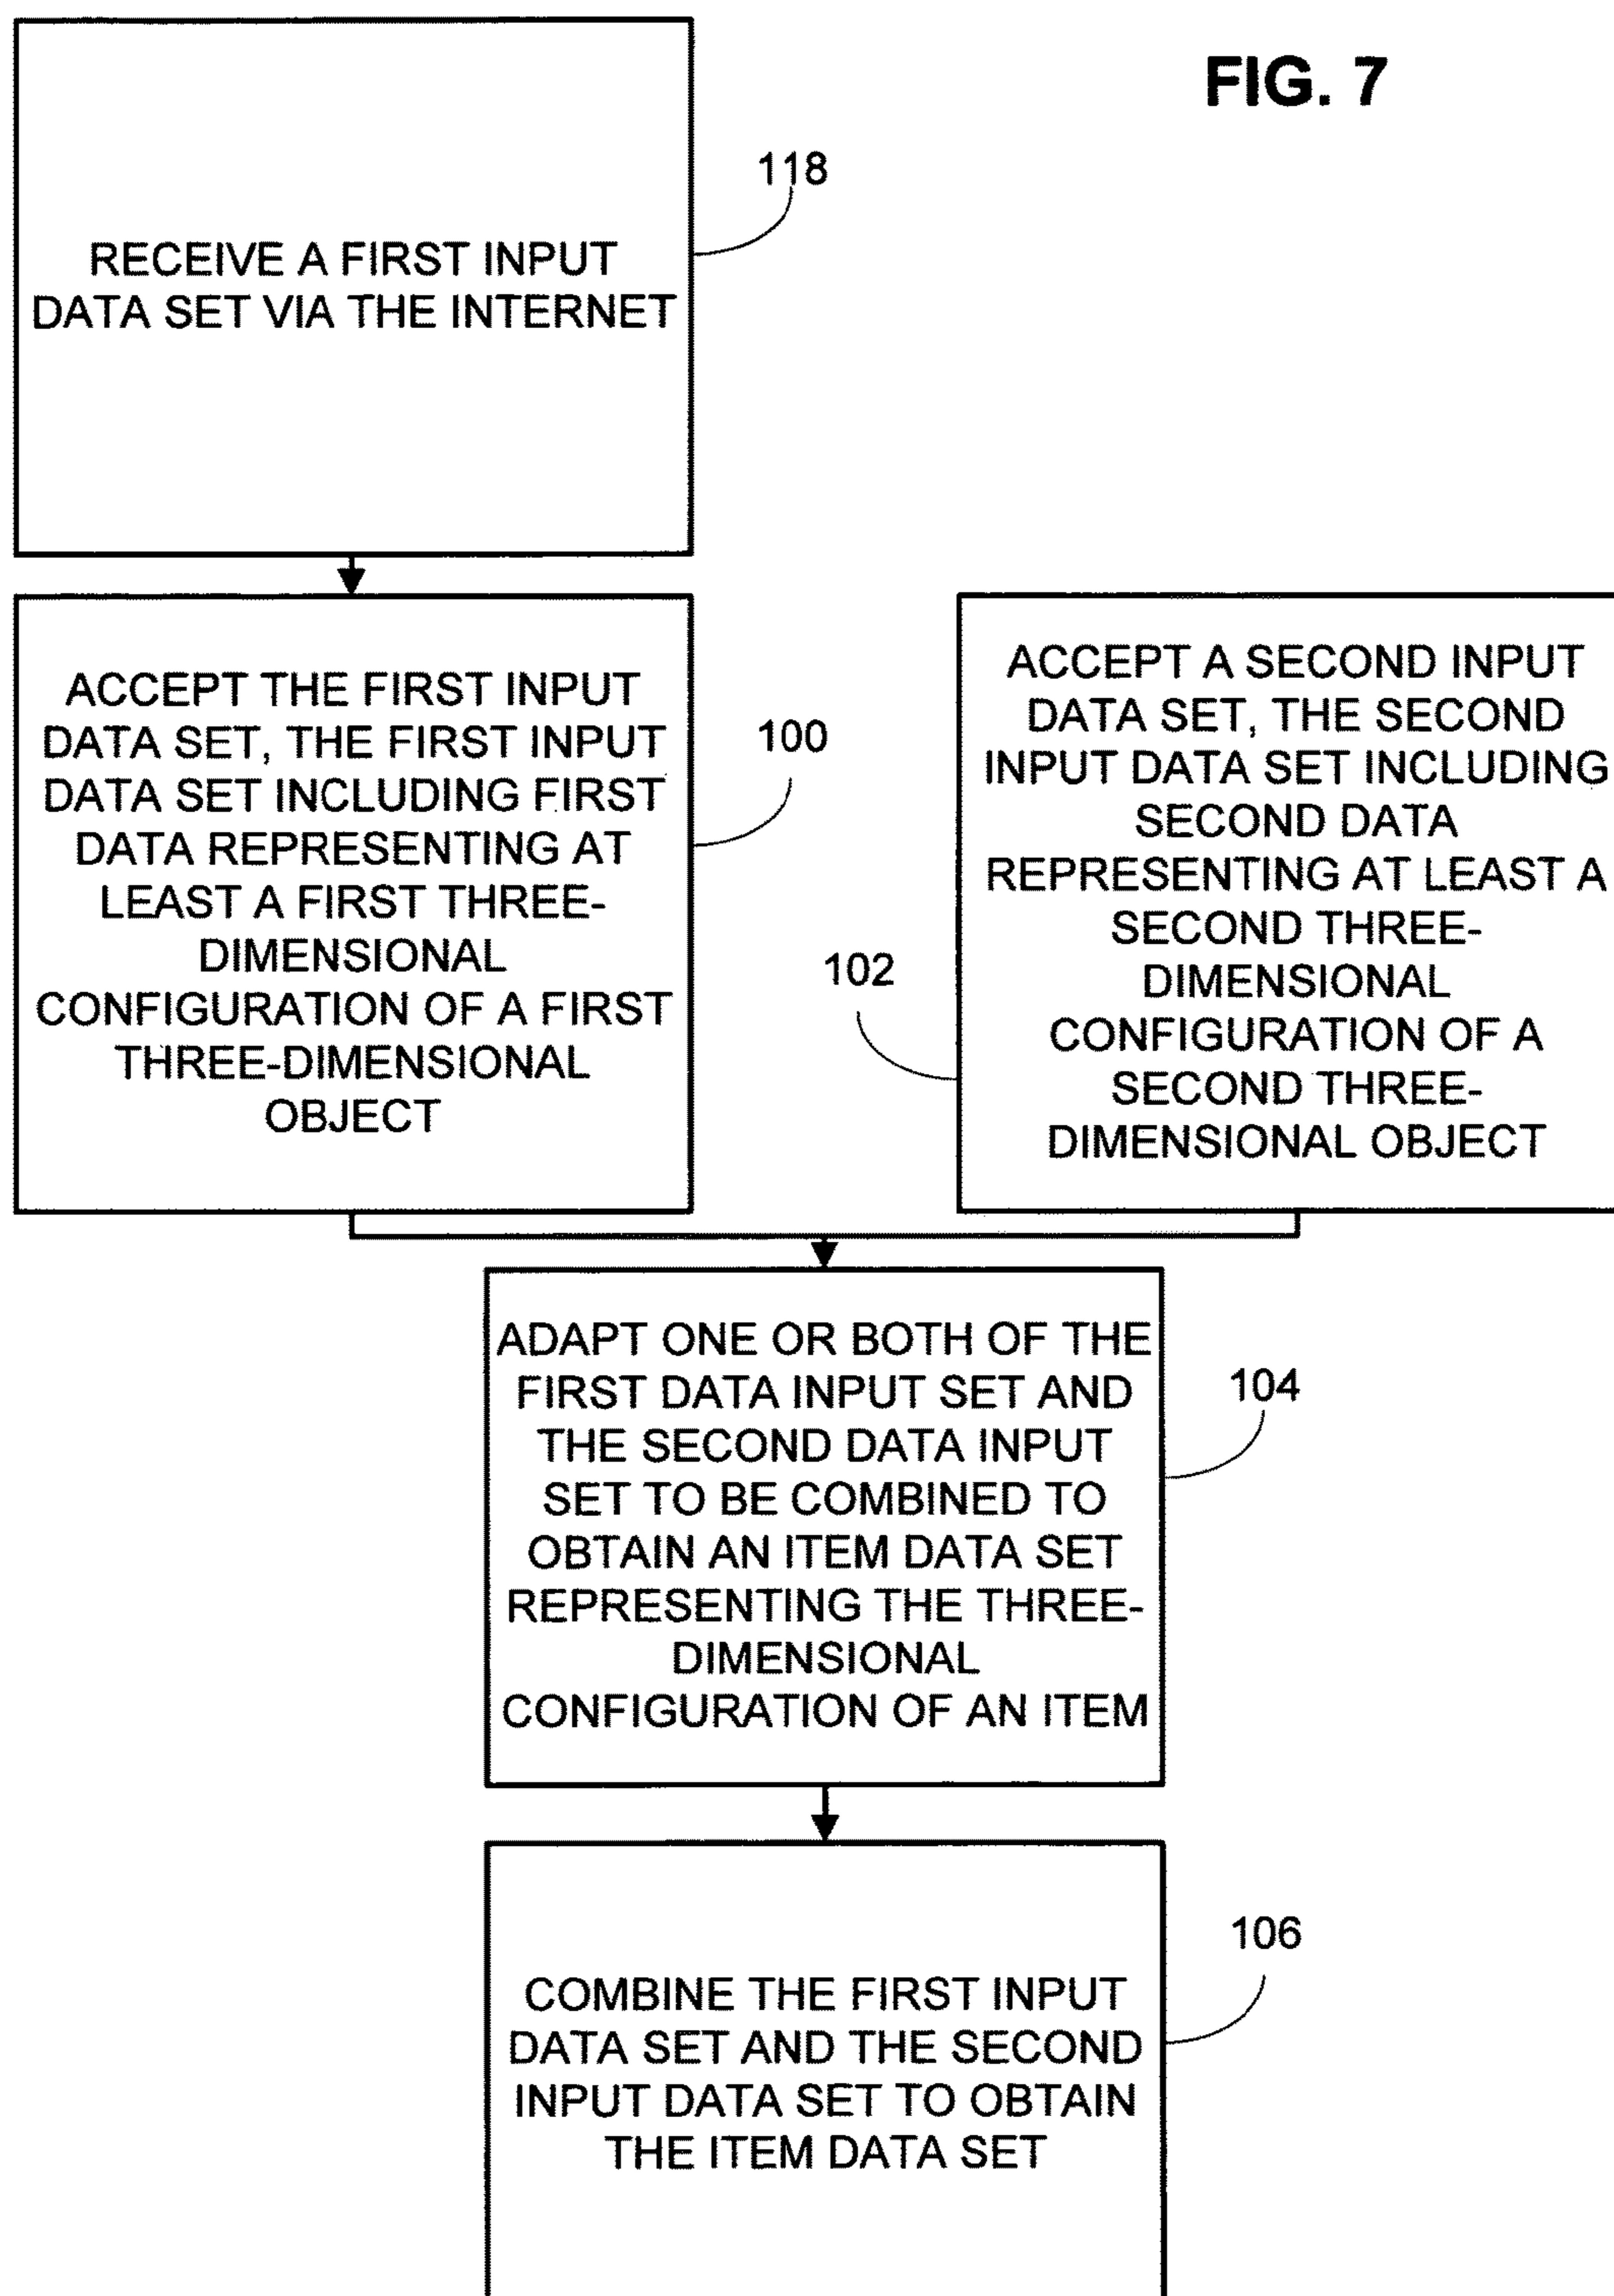 FIG. 7
118
RECEIVE A FIRST INPUT
DATA SET VIA THE INTERNET
ACCEPT THE FIRST INPUT
DATA SET, THE FIRST INPUT
DATA SET INCLUDING FIRST
DATA REPRESENTING AT
LEAST A FIRST THREE-
DIMENSIONAL
CONFIGURATION OF A FIRST
THREE-DIMENSIONAL
OBJECT
100
102
ACCEPT A SECOND INPUT
DATA SET, THE SECOND
INPUT DATA SET INCLUDING
SECOND DATA
REPRESENTING AT LEAST A
SECOND THREE-
DIMENSIONAL
CONFIGURATION OF A
SECOND THREE-
DIMENSIONAL OBJECT
ADAPT ONE OR BOTH OF THE
FIRST DATA INPUT SET AND
THE SECOND DATA INPUT
SET TO BE COMBINED TO
OBTAIN AN ITEM DATA SET
REPRESENTING THE THREE-
DIMENSIONAL
CONFIGURATION OF AN ITEM
104
106
COMBINE THE FIRST INPUT
DATA SET AND THE SECOND
INPUT DATA SET TO OBTAIN
THE ITEM DATA SET